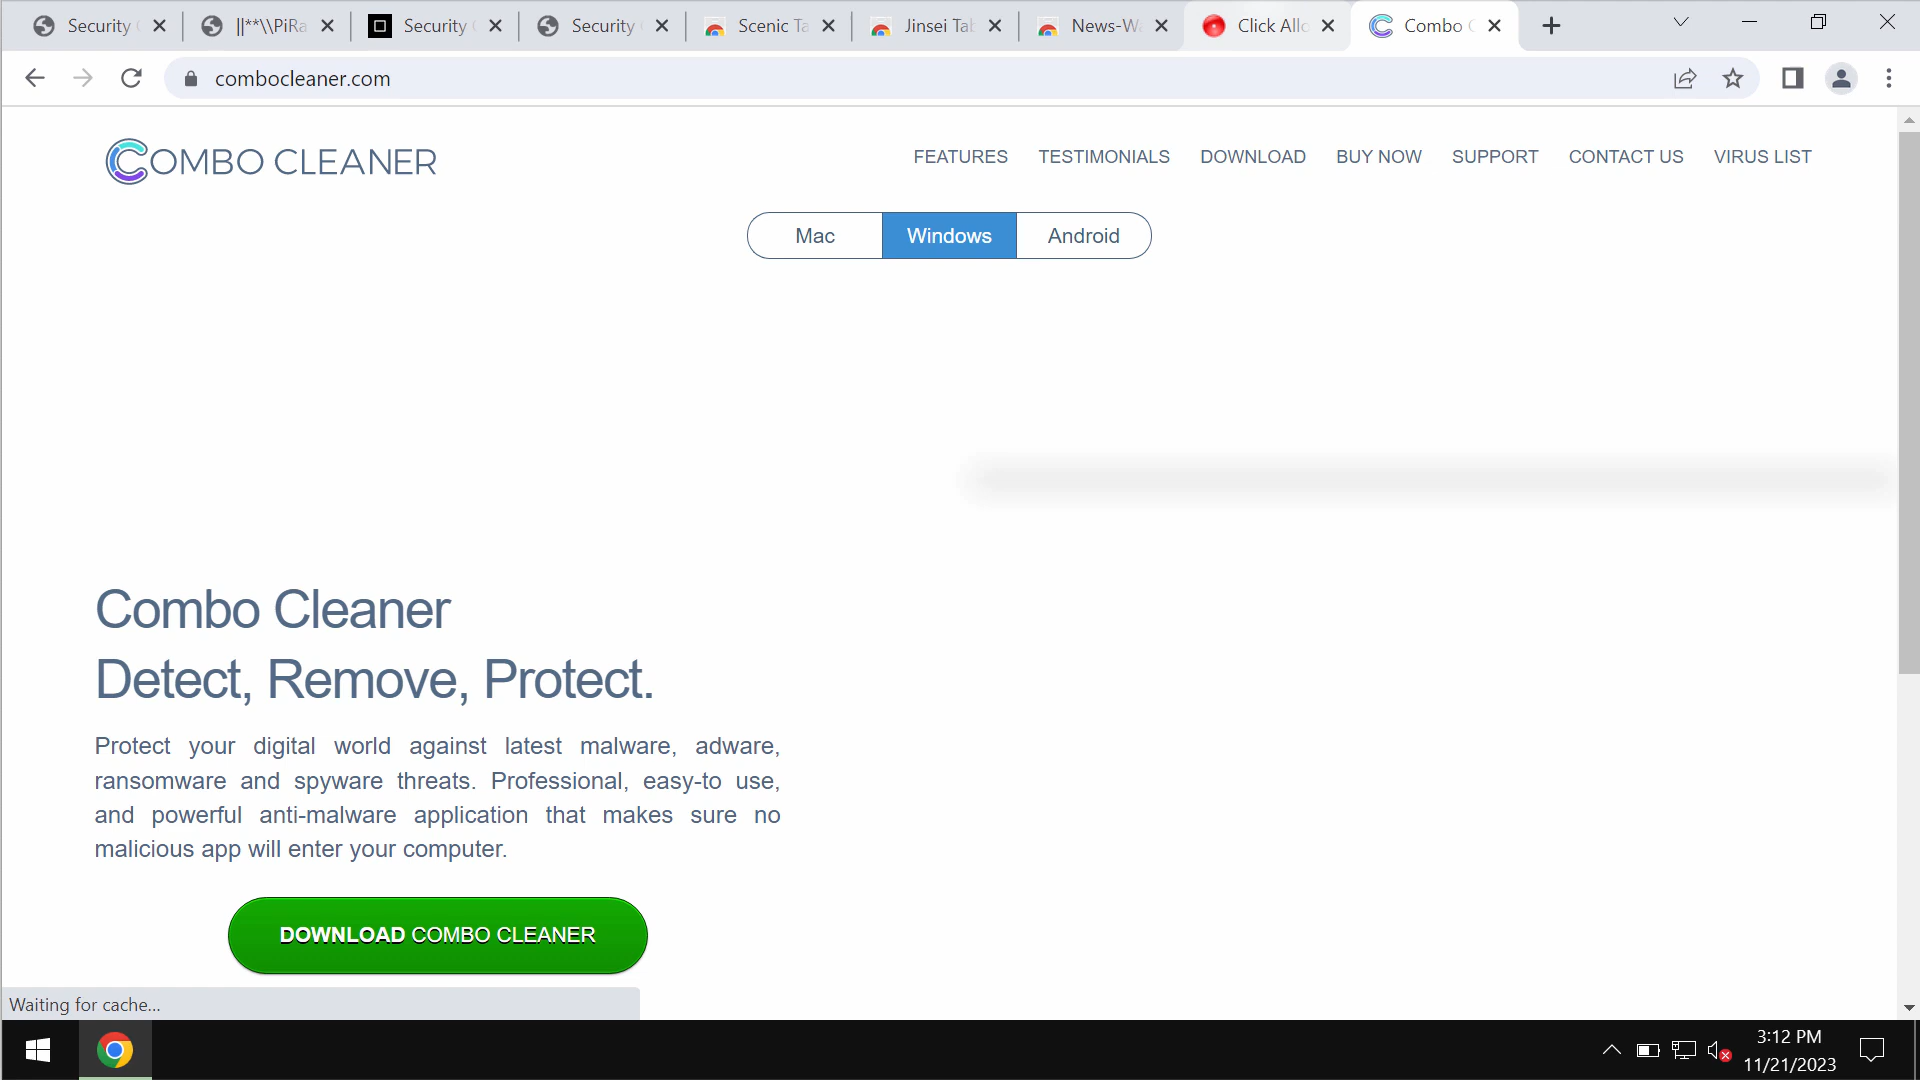 Security
||**\\PiRa
Security
Security
Scenic Ta
Jinsei Tab
News-Wa
Click Allo
Combo C
combocleaner.com
COMBO CLEANER
FEATURES
TESTIMONIALS
DOWNLOAD
BUY NOW
SUPPORT
CONTACT US
VIRUS LIST
Mac
Windows
Android
Combo Cleaner
Detect, Remove, Protect.
Protect your digital world against latest malware, adware,
ransomware and spyware threats. Professional, easy-to use,
and powerful anti-malware application that makes sure no
malicious app will enter your computer.
DOWNLOAD COMBO CLEANER
Waiting for cache...
3:12 PM
11/21/2023